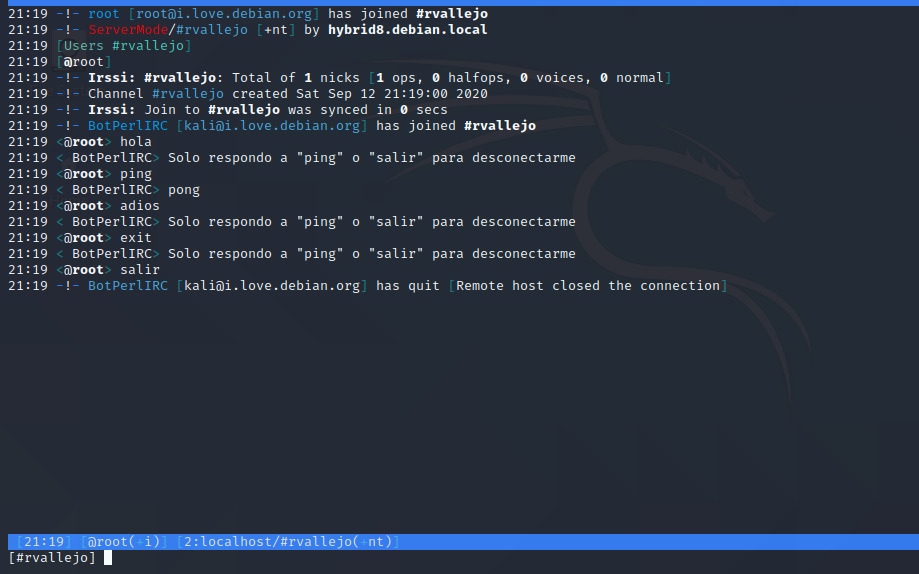 21:19 -!- root [root@i.love.debian.org] has joined #rvallejo
21:19 -!- ServerMode/#rvallejo [+nt] by hybrid8.debian.local
21:19 [Users #rvallejo]
21:19 [@root]
21:19 -!- Irssi: #rvallejo: Total of 1 nicks [1 ops, 0 halfops, 0 voices, 0 normal]
21:19 -!- Channel #rvallejo created Sat Sep 12 21:19:00 2020
21:19 -!- Irssi: Join to #rvallejo was synced in 0 secs
21:19 -!- BotPerlIRC [kali@i.love.debian.org] has joined #rvallejo
21:19 <@root> hola
21:19 < BotPerlIRC> Solo respondo a "ping" o "salir" para desconectarme
21:19 <@root> ping
21:19 < BotPerlIRC> pong
21:19 <@root> adios
21:19 < BotPerlIRC> Solo respondo a "ping" o "salir" para desconectarme
21:19 <@root> exit
21:19 < BotPerlIRC> Solo respondo a "ping" o "salir" para desconectarme
21:19 <@root> salir
21:19 -!- BotPerlIRC [kali@i.love.debian.org] has quit [Remote host closed the connection]
[21:19] [@root(+i)] [2:localhost/#rvallejo(+nt)]
[#rvallejo]